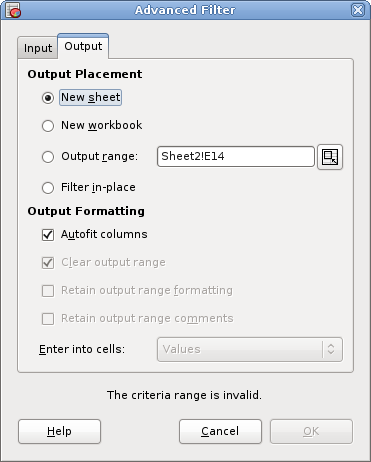 Advanced Filter
Input Output
Output Placement
New sheet
New workbook
Output range: Sheet2!E14
Filter in-place
Output Formatting
Autofit columns
Clear output range
Retain output range formatting
Retain output range comments
Enter into cells: Values
The criteria range is invalid.
Help Cancel OK